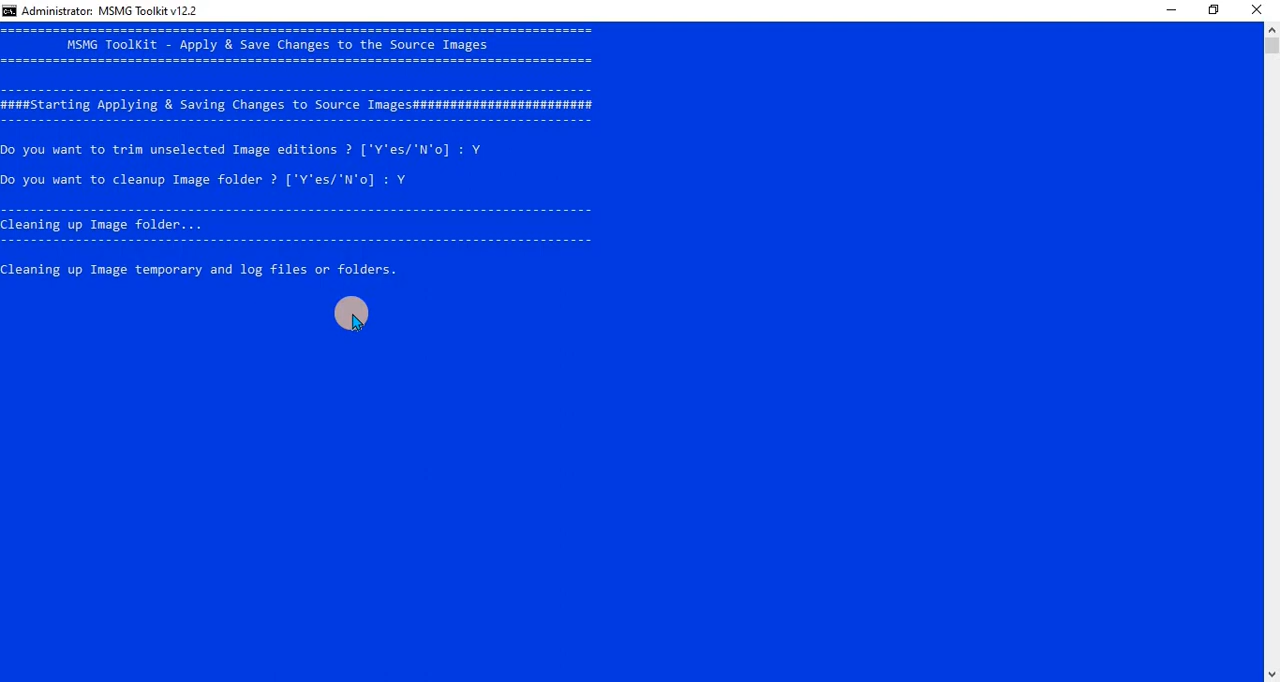 Administrator: MSMG Toolkit v12.2
===============================================================================
MSMG ToolKit - Apply & Save Changes to the Source Images
===============================================================================
-------------------------------------------------------------------------------
####Starting Applying & Saving Changes to Source Images########################
-------------------------------------------------------------------------------
Do you want to trim unselected Image editions ? ['Y'es/'N'o] : Y
Do you want to cleanup Image folder ? ['Y'es/'N'o] : Y
-------------------------------------------------------------------------------
Cleaning up Image folder...
-------------------------------------------------------------------------------
Cleaning up Image temporary and log files or folders.